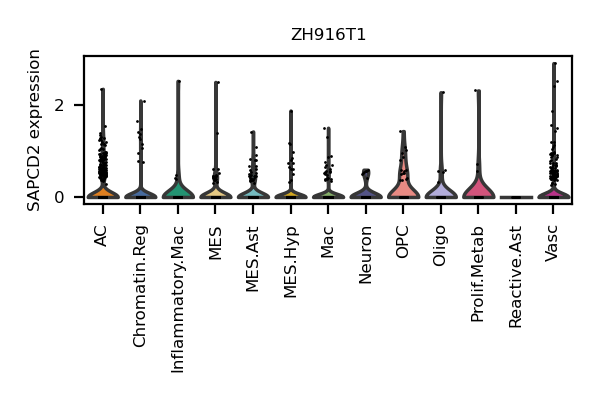 ZH916T1
SAPCD2 expression
2
0
AC
Chromatin.Reg
Inflammatory.Mac
MES
MES.Ast
MES.Hyp
Mac
Neuron
OPC
Oligo
Prolif.Metab
Reactive.Ast
Vasc